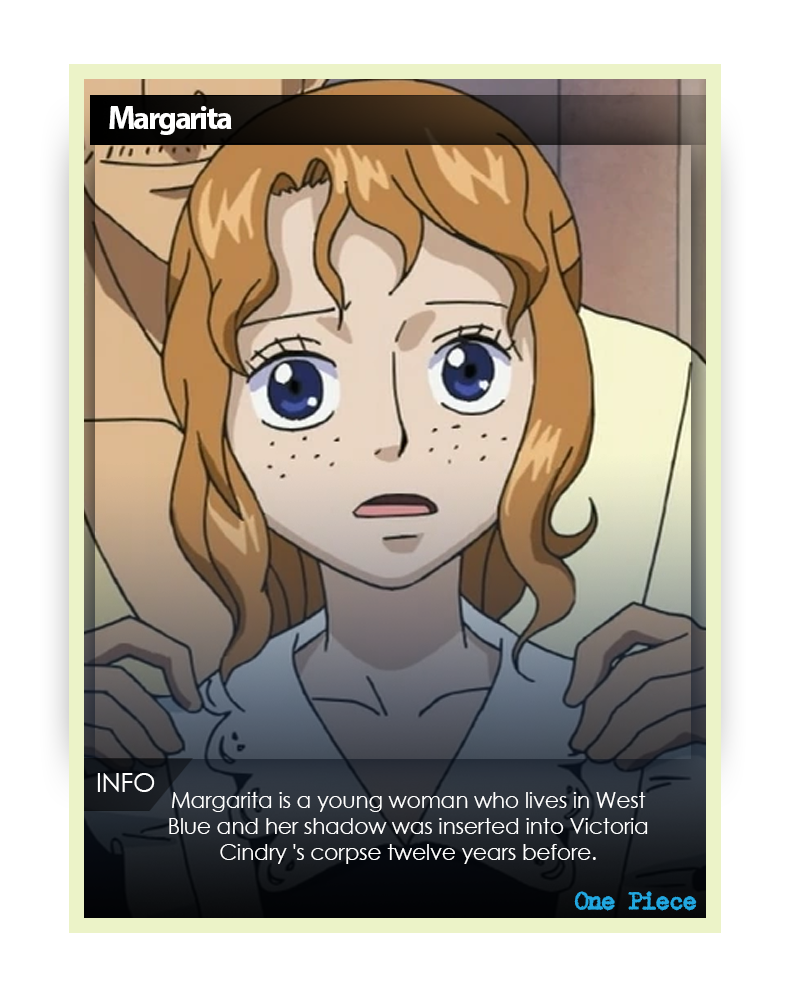 Margarita
INFO
Margarita is a young woman who lives in West
Blue and her shadow was inserted into Victoria
Cindry 's corpse twelve years before.
One Piece